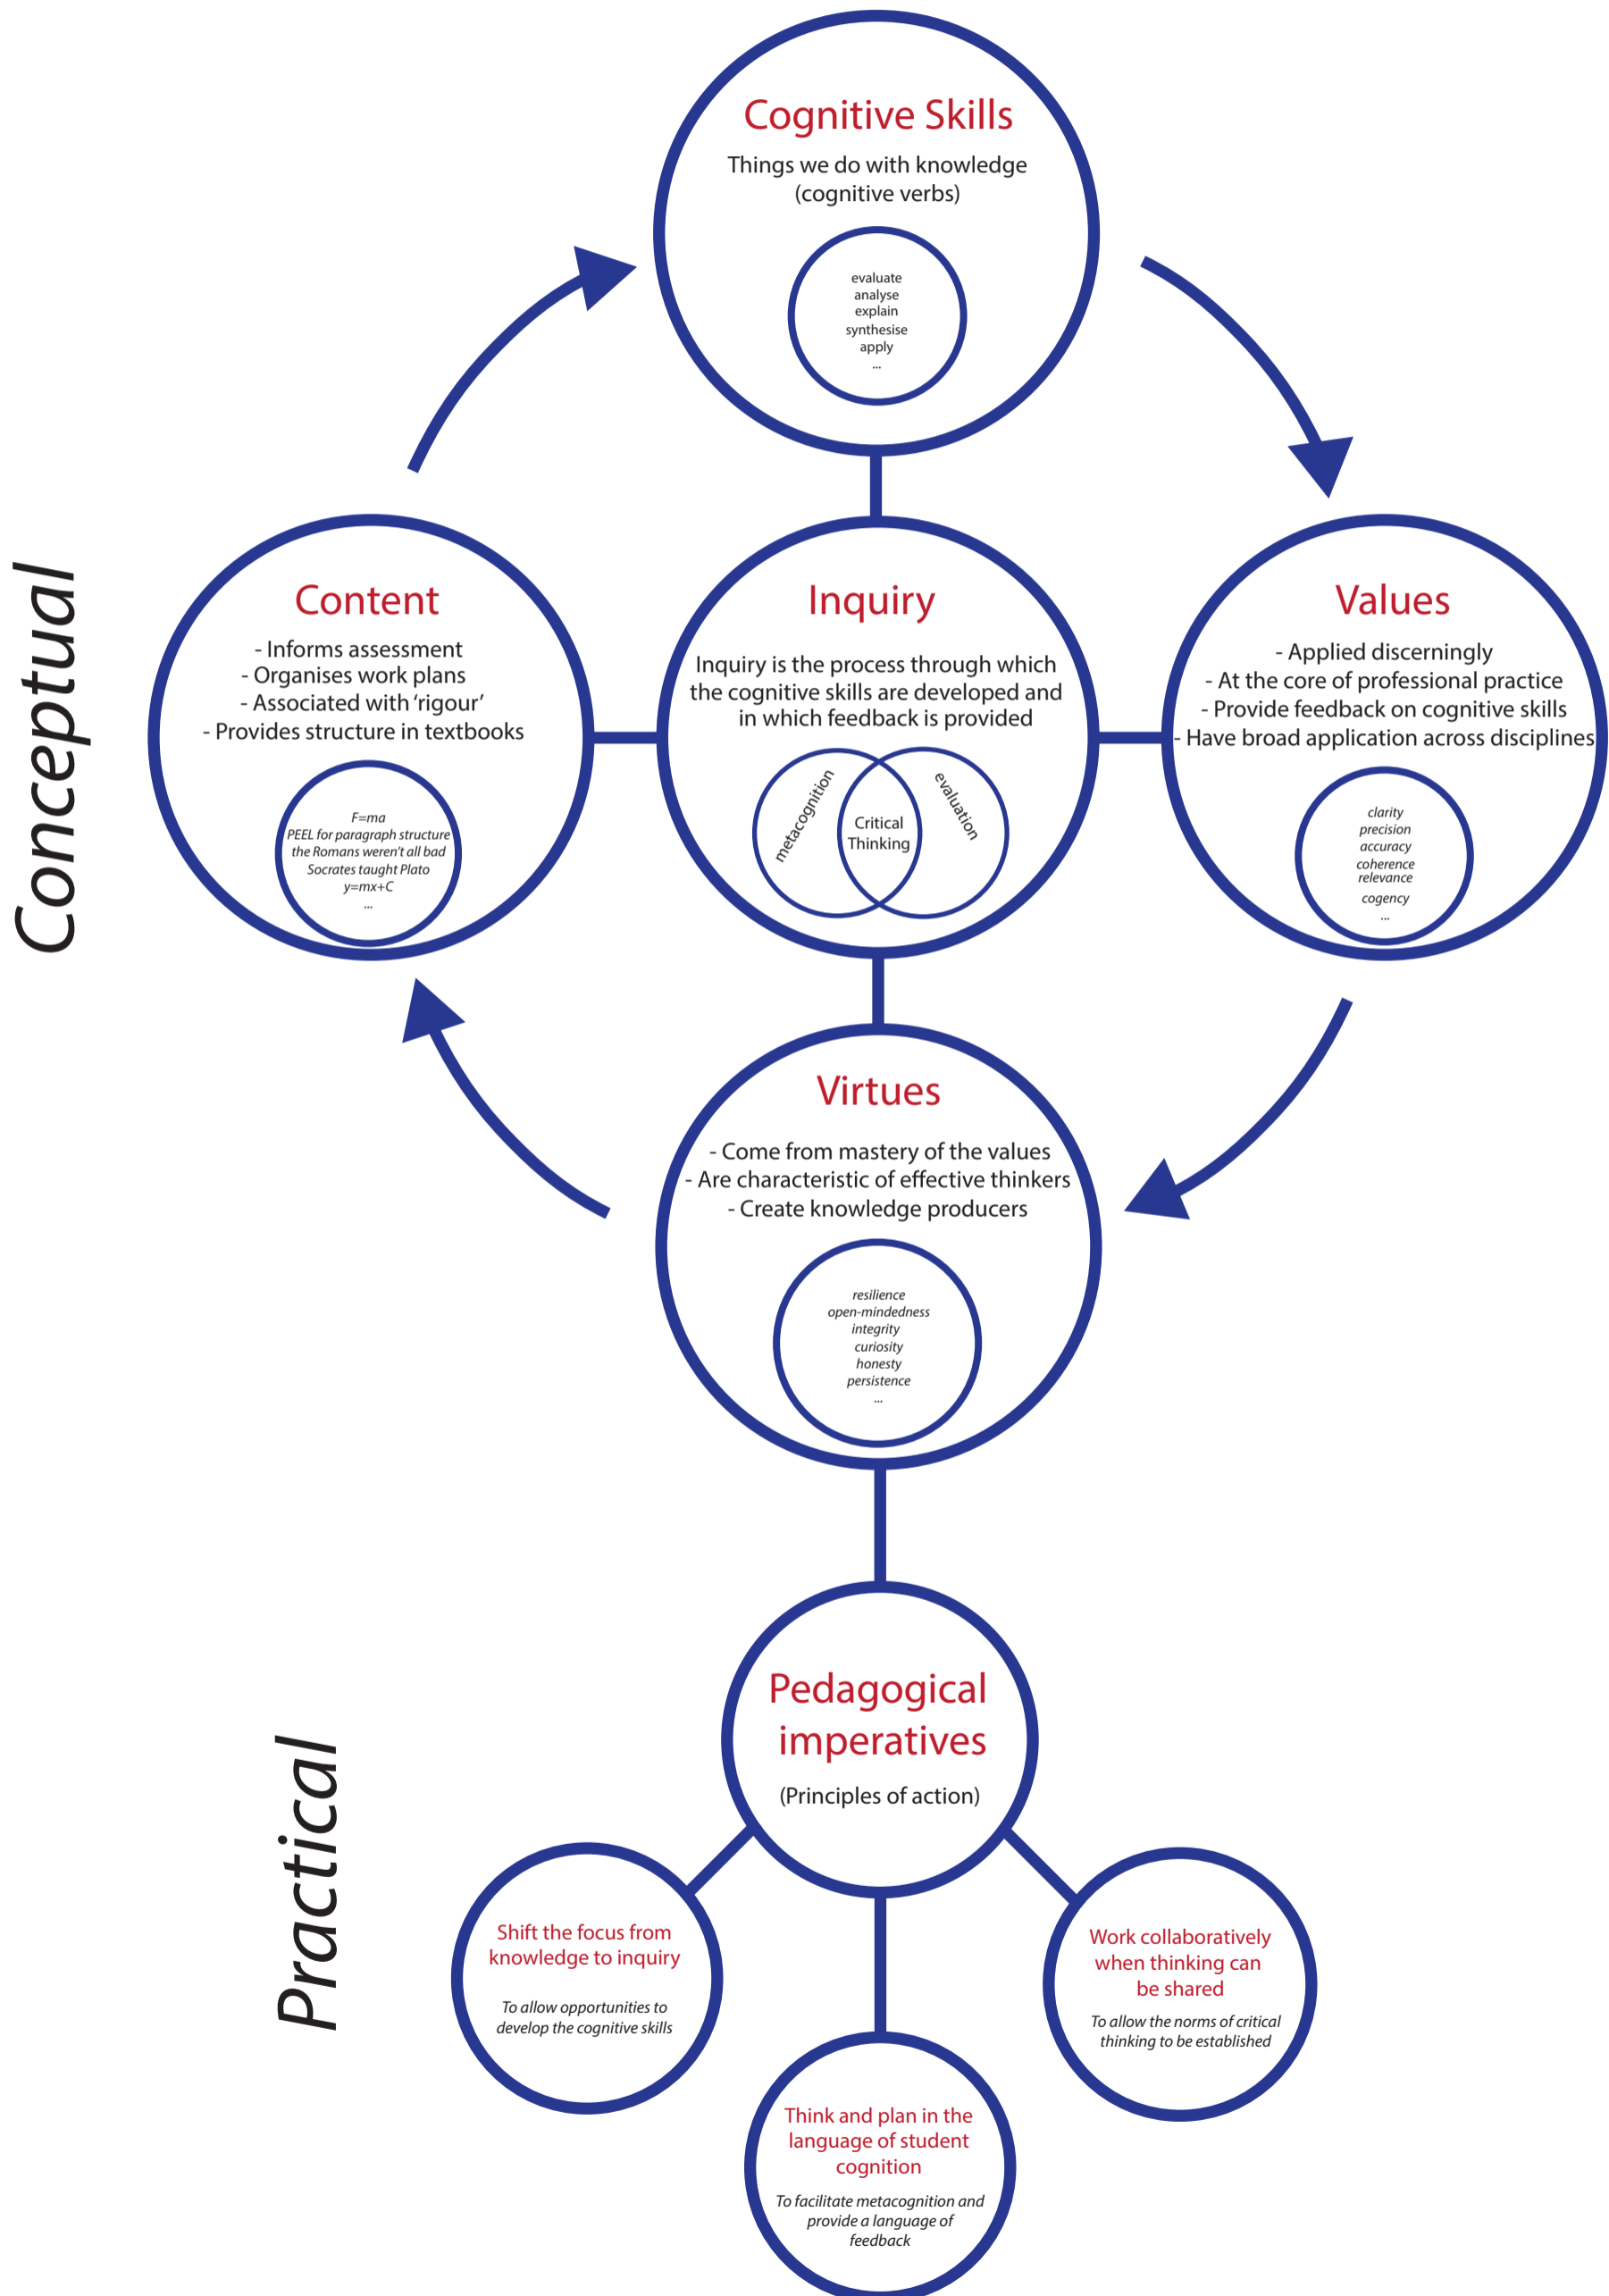 Cognitive Skills
Things we do with knowledge
(cognitive verbs)
evaluate
analyse
explain
synthesise
apply
...
Conceptual
Content
- Informs assessment
- Organises work plans
- Associated with ‘rigour’
- Provides structure in textbooks
F=ma
PEEL for paragraph structure
the Romans weren’t all bad
Socrates taught Plato
y=mx+C
...
Inquiry
Inquiry is the process through which
the cognitive skills are developed and
in which feedback is provided
metacognition
Critical
Thinking
evaluation
Values
- Applied discerningly
- At the core of professional practice
- Provide feedback on cognitive skills
- Have broad application across disciplines
clarity
precision
accuracy
coherence
relevance
cogency
...
Virtues
- Come from mastery of the values
- Are characteristic of effective thinkers
- Create knowledge producers
resilience
open-mindedness
integrity
curiosity
honesty
persistence
...
Practical
Pedagogical
imperatives
(Principles of action)
Shift the focus from
knowledge to inquiry
To allow opportunities to
develop the cognitive skills
Work collaboratively
when thinking can
be shared
To allow the norms of critical
thinking to be established
Think and plan in the
language of student
cognition
To facilitate metacognition and
provide a language of
feedback